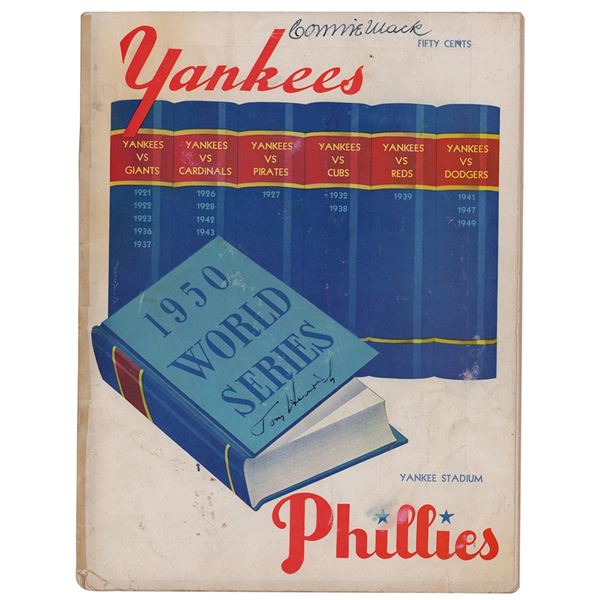 Connie Mack
Yankees
FIFTY CENTS
YANKEES
VS
GIANTS
1921
1922
1923
1936
1937
YANKEES
VS
CARDINALS
1926
1928
1942
1943
YANKEES
VS
PIRATES
1927
YANKEES
VS
CUBS
1932
1938
YANKEES
VS
REDS
1939
YANKEES
VS
DODGERS
1941
1947
1949
1950
WORLD
SERIES
Tom Henrich
YANKEE STADIUM
Phillies